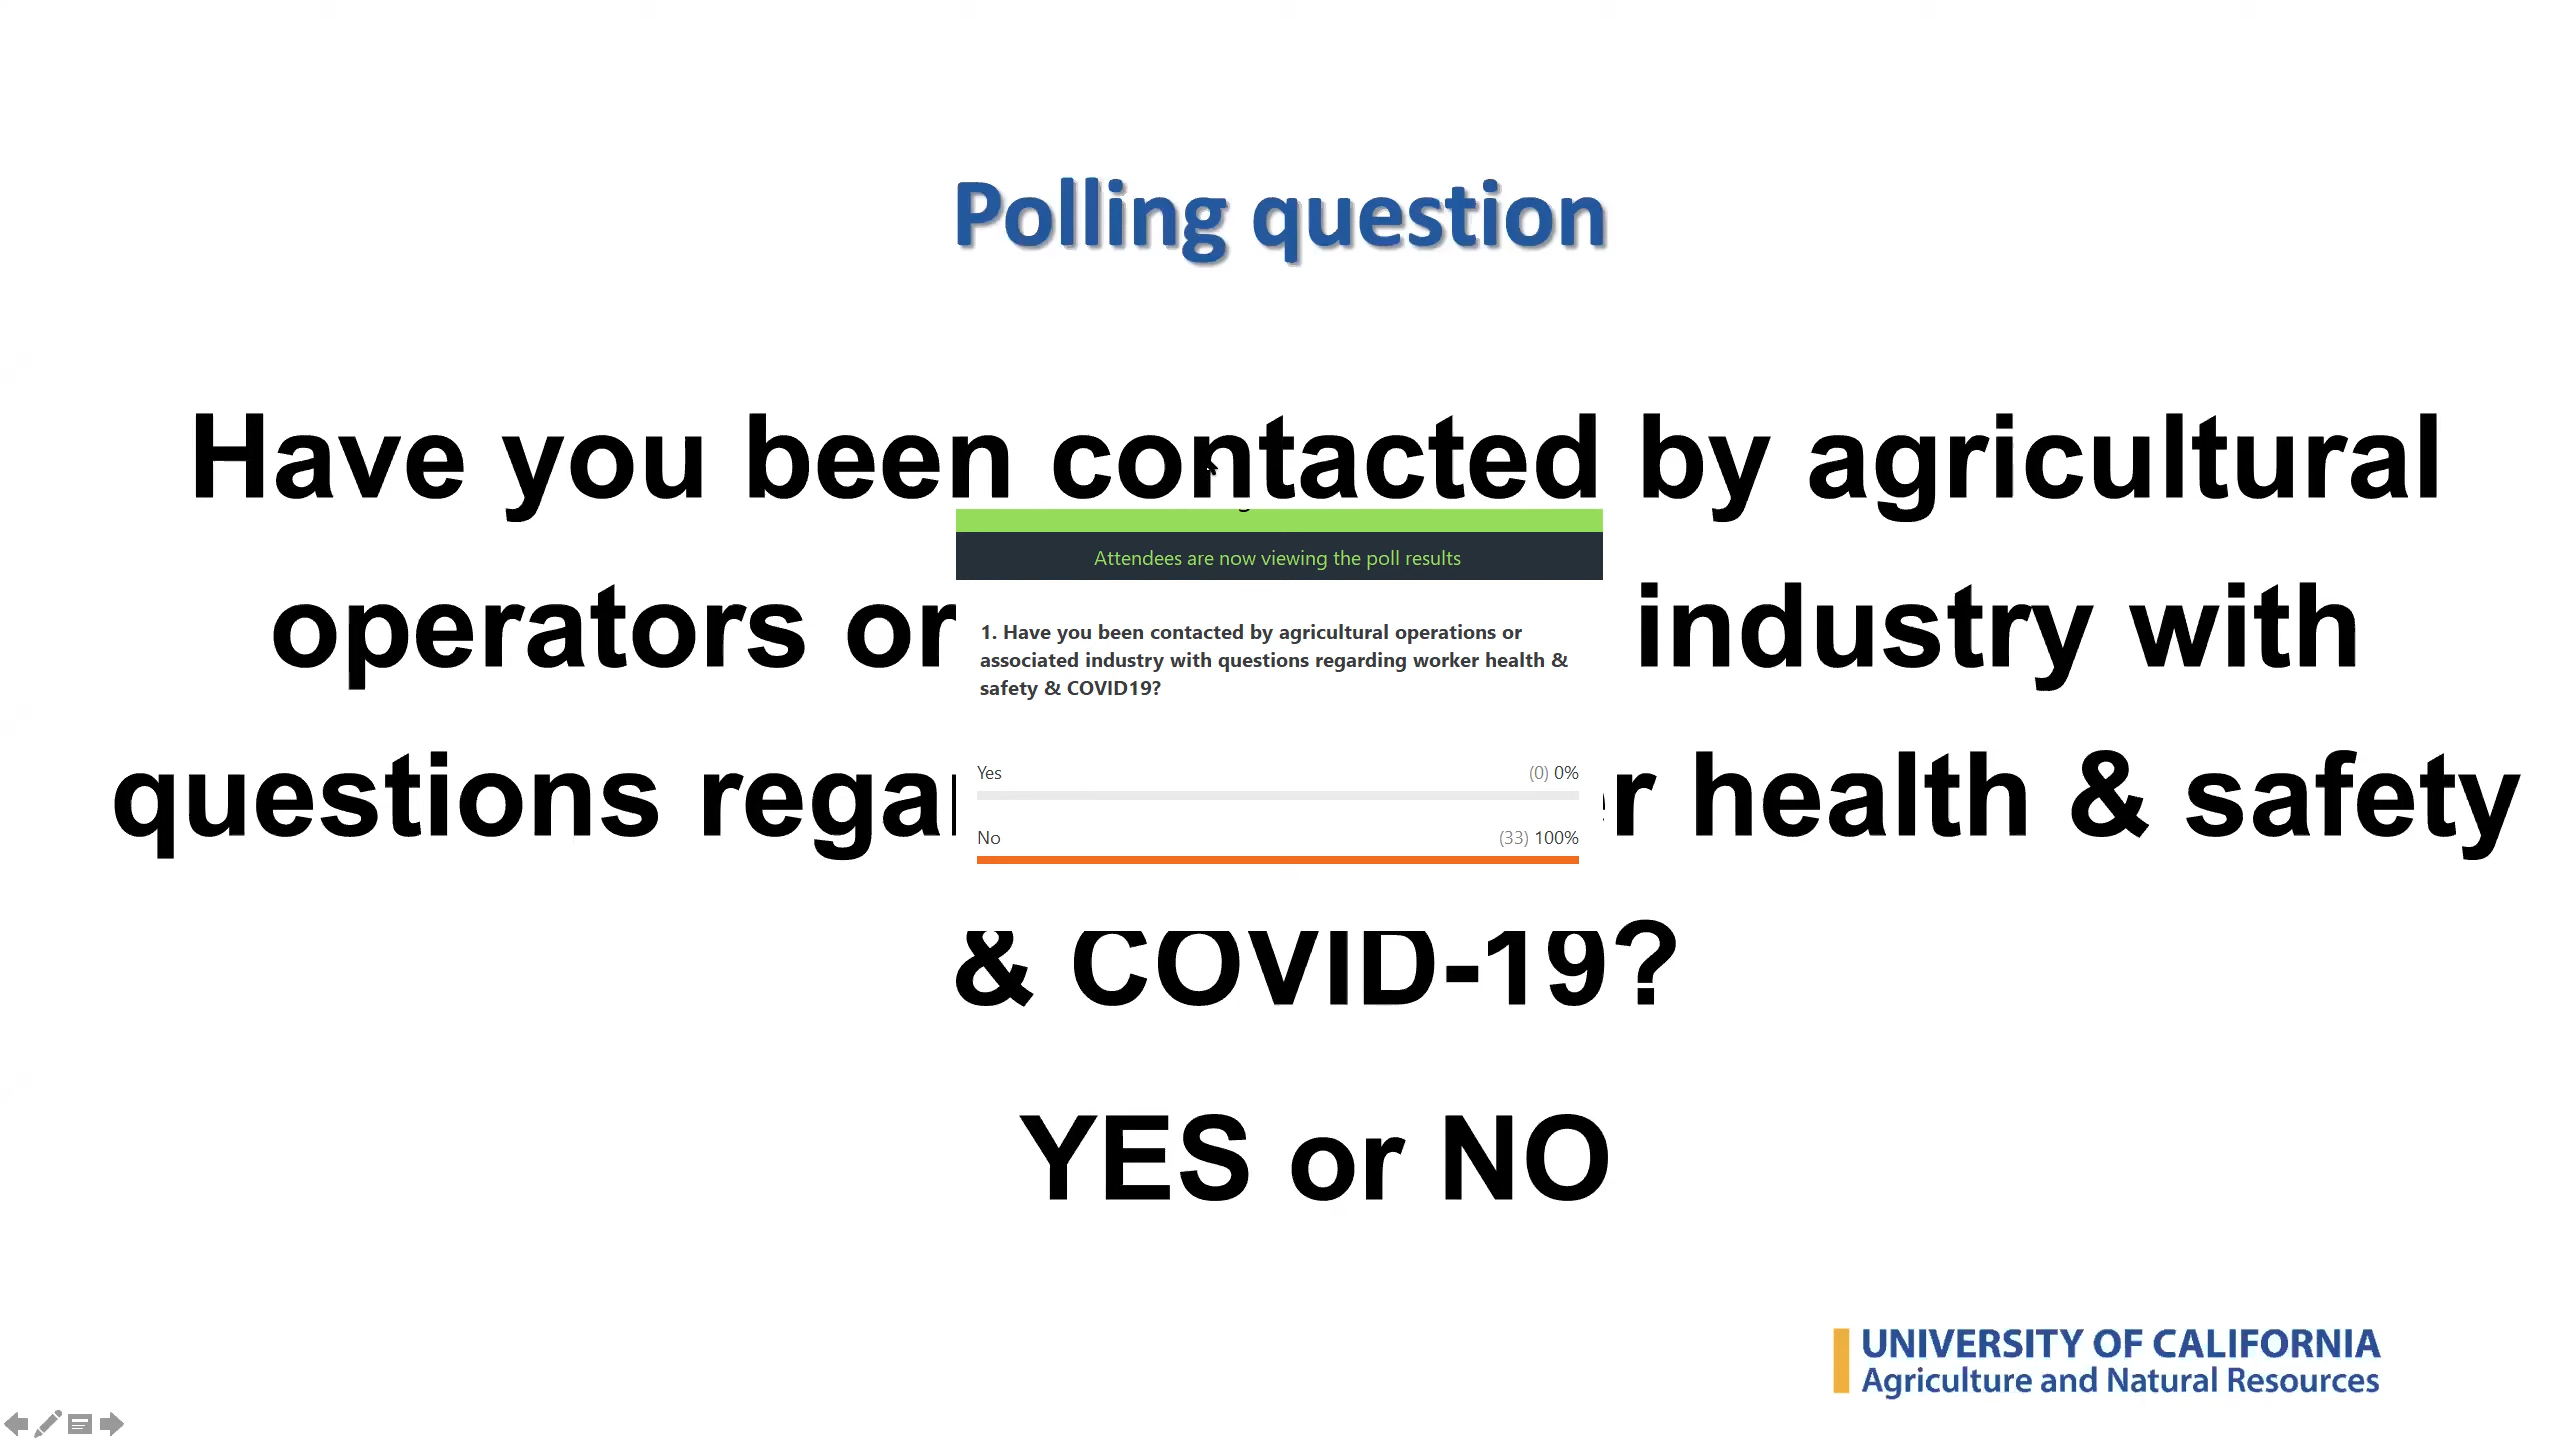 Polling question
Have you been contacted by agricultural
operators or industry with
questions health & safety
& COVID-19?
YES or NO
Attendees are now viewing the poll results
1. Have you been contacted by agricultural operations or
associated industry with questions regarding worker health &
safety & COVID19?
Yes (0) 0%
No (33) 100%
UNIVERSITY OF CALIFORNIA
Agriculture and Natural Resources